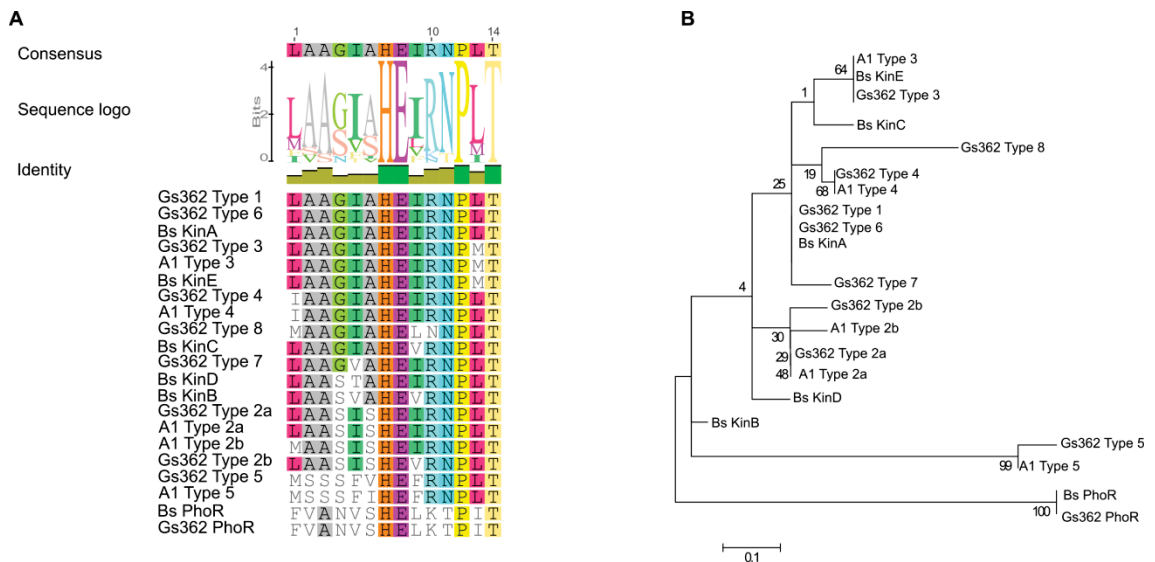 A
1 10 14
Consensus LAAGIAHEIRNPLT
Sequence logo
4
2
0
Bits
LAAGIAHEIRNPLT
Identity
Gs362 Type 1 LAAGIAHEIRNPLT
Gs362 Type 6 LAAGIAHEIRNPLT
Bs KinA LAAGIAHEIRNPLT
Gs362 Type 3 LAAGIAHEIRNPMT
A1 Type 3 LAAGIAHEIRNPMT
Bs KinE LAAGIAHEIRNPMT
Gs362 Type 4 IAAGIAHEIRNPLT
A1 Type 4 IAAGIAHEIRNPLT
Gs362 Type 8 MAAGIAHELNNPLT
Bs KinC LAAGIAHEVRNPLT
Gs362 Type 7 LAAGVAHEIRNPLT
Bs KinD LAASTAHEIRNPLT
Bs KinB LAASVAHEVRNPLT
Gs362 Type 2a LAASISHEIRNPLT
A1 Type 2a LAASISHEIRNPLT
A1 Type 2b MAASISHEIRNPLT
Gs362 Type 2b LAASISHEVRNPLT
Gs362 Type 5 MSSSFVHEFRNPLT
A1 Type 5 MSSSFIHEFRNPLT
Bs PhoR FVANVSHELKTPIT
Gs362 PhoR FVANVSHELKTPIT
B
A1 Type 3
64 Bs KinE
Gs362 Type 3
1
Bs KinC
Gs362 Type 8
19 Gs362 Type 4
68 A1 Type 4
25
Gs362 Type 1
Gs362 Type 6
Bs KinA
Gs362 Type 7
4
Gs362 Type 2b
A1 Type 2b
30
29 Gs362 Type 2a
48 A1 Type 2a
Bs KinD
Bs KinB
Gs362 Type 5
99 A1 Type 5
Bs PhoR
100 Gs362 PhoR
0.1